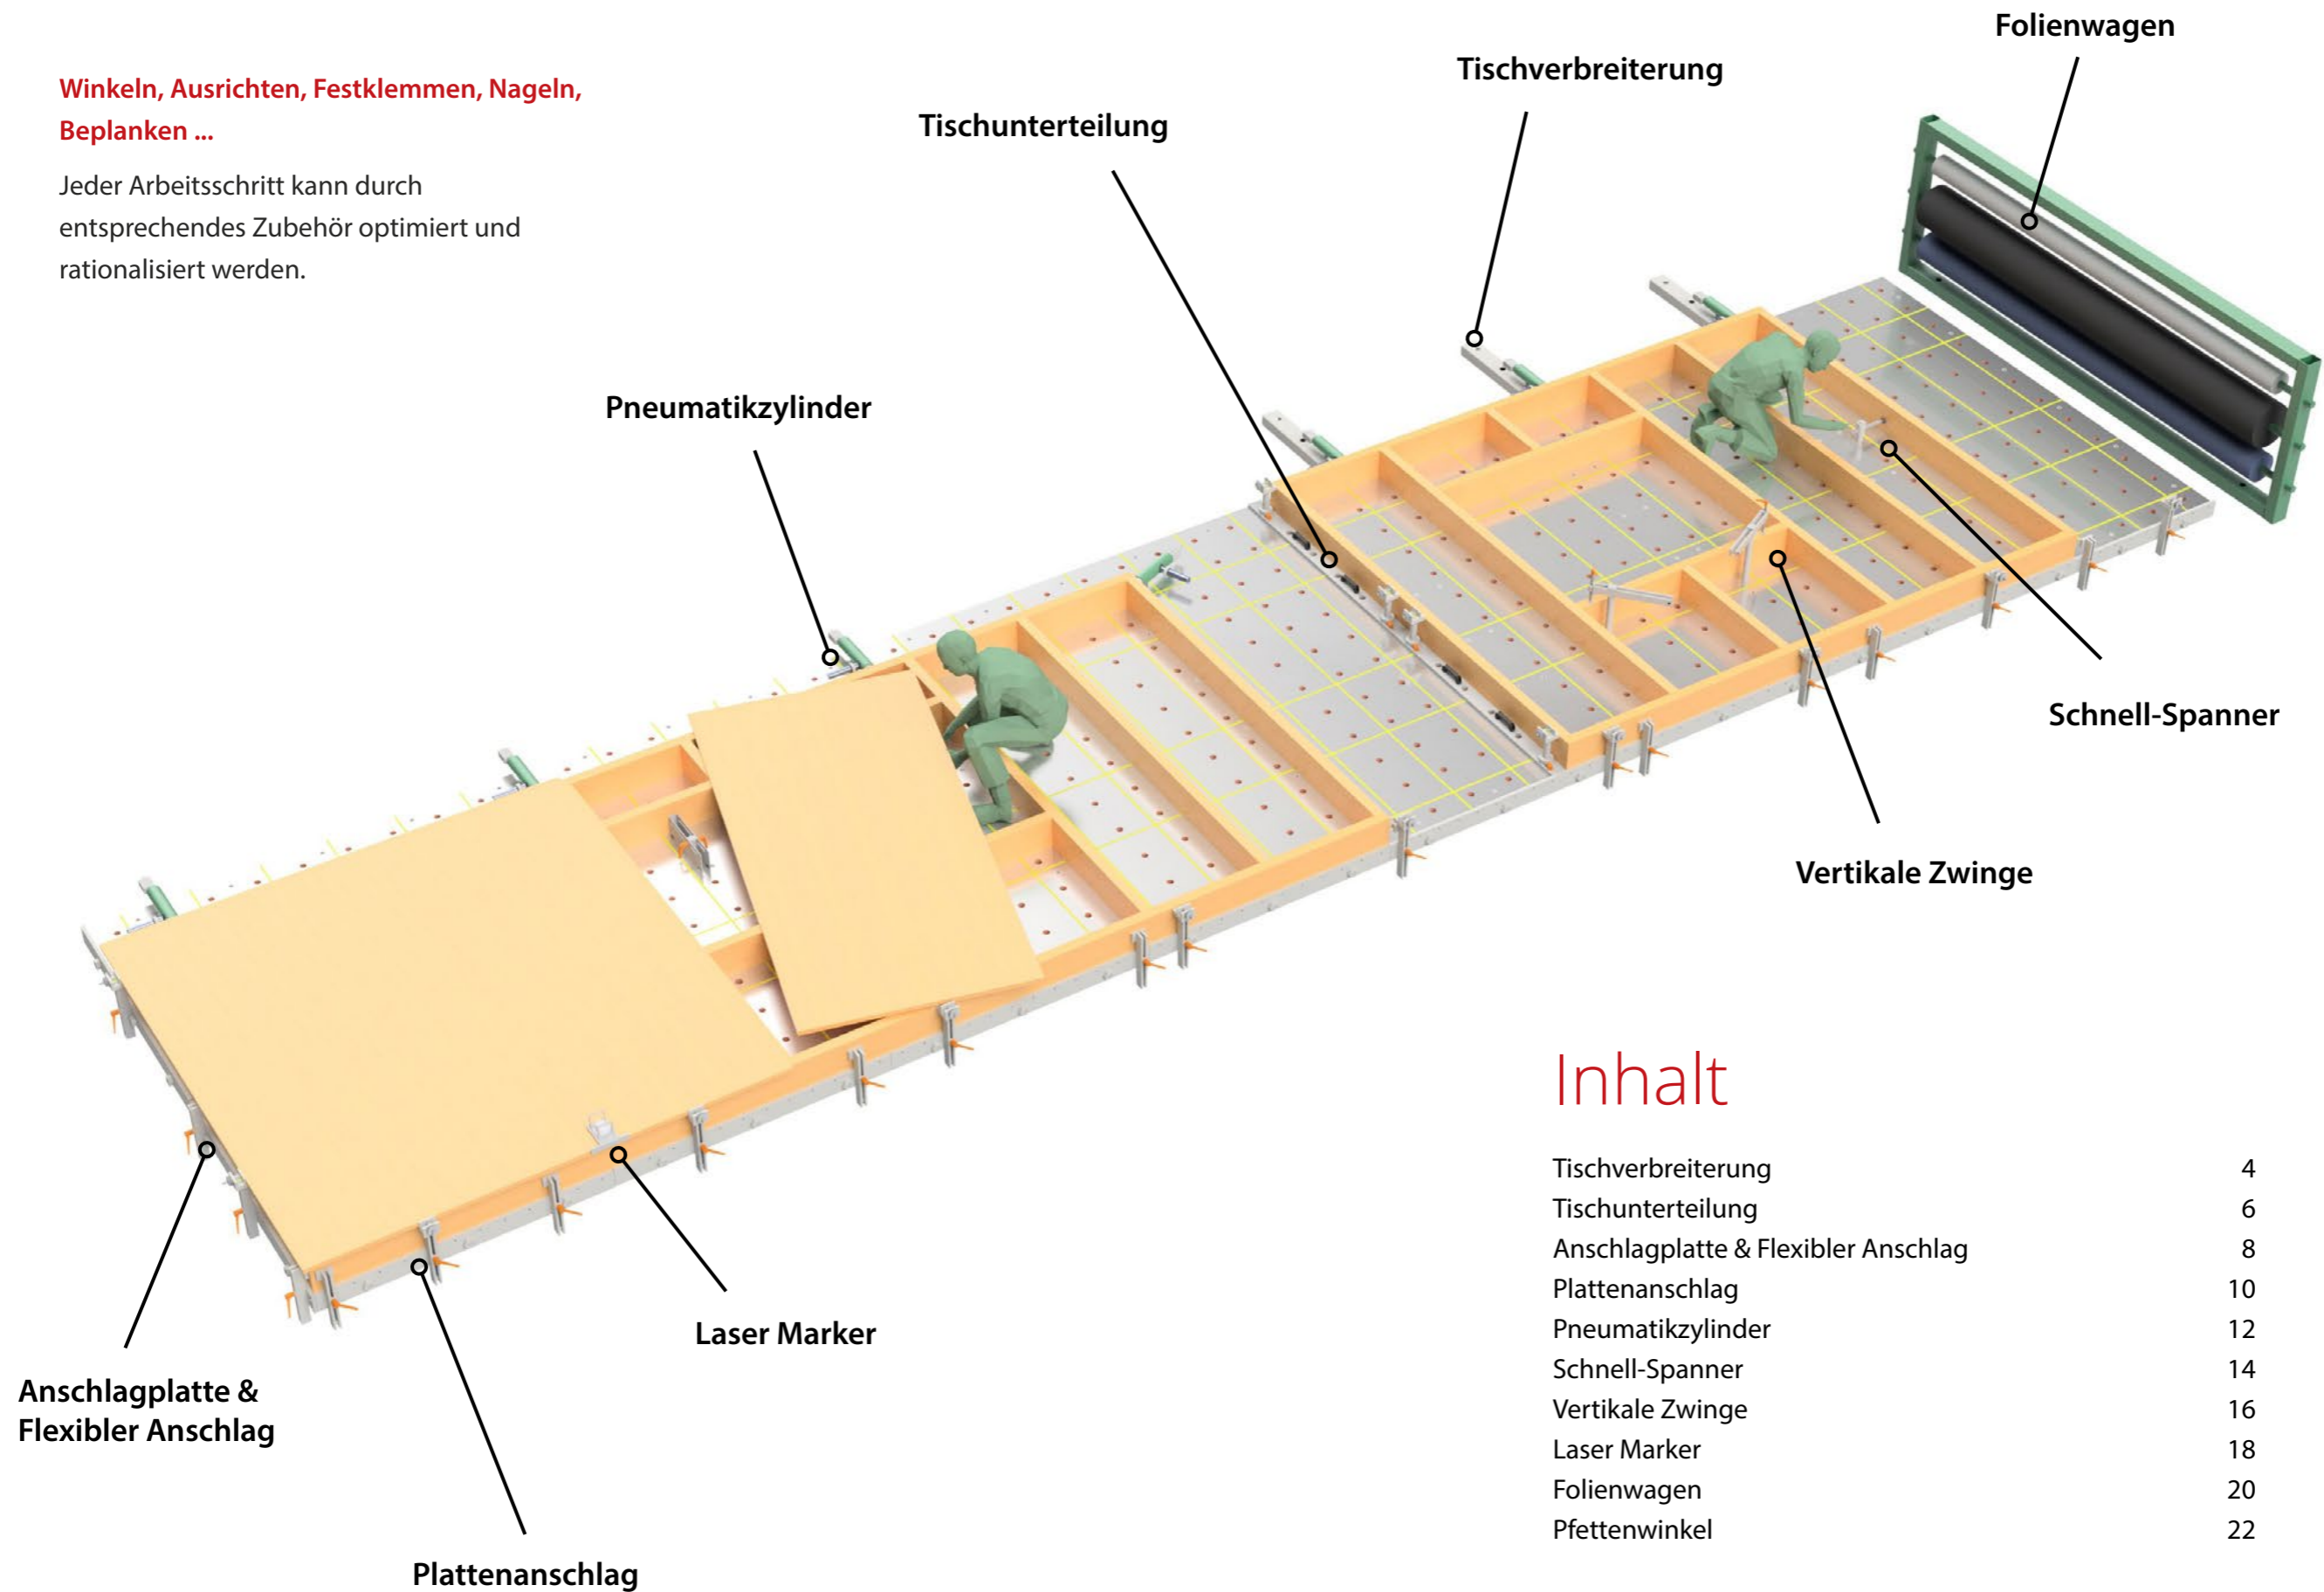 Winkeln, Ausrichten, Festklemmen, Nageln,
Beplanken ...
Jeder Arbeitsschritt kann durch
entsprechendes Zubehör optimiert und
rationalisiert werden.
Folienwagen
Tischverbreiterung
Tischunterteilung
Pneumatikzylinder
Schnell-Spanner
Vertikale Zwinge
Laser Marker
Anschlagplatte &
Flexibler Anschlag
Plattenanschlag
Inhalt
Tischverbreiterung 4
Tischunterteilung 6
Anschlagplatte & Flexibler Anschlag 8
Plattenanschlag 10
Pneumatikzylinder 12
Schnell-Spanner 14
Vertikale Zwinge 16
Laser Marker 18
Folienwagen 20
Pfettenwinkel 22